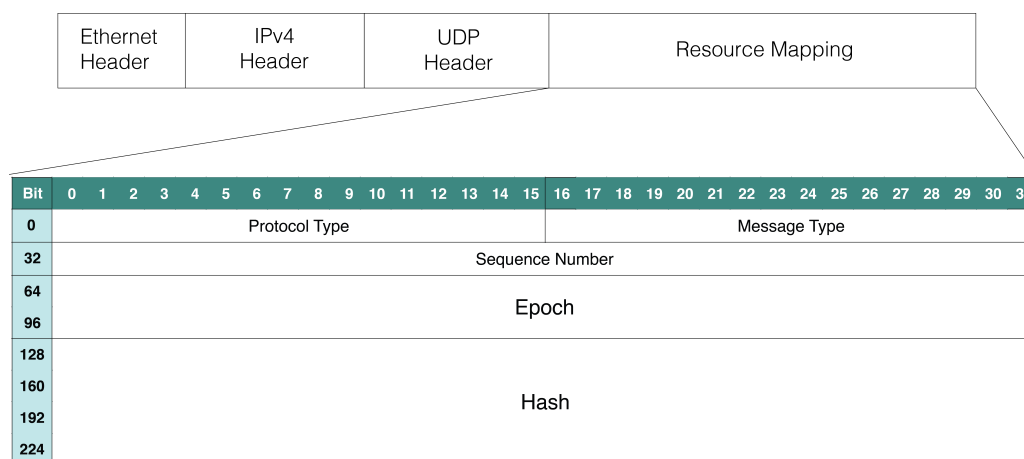 Ethernet
Header
IPv4
Header
UDP
Header
Resource Mapping
Bit 0 1 2 3 4 5 6 7 8 9 10 11 12 13 14 15 16 17 18 19 20 21 22 23 24 25 26 27 28 29 30 3
0 Protocol Type Message Type
32 Sequence Number
64
Epoch
96
128
160
Hash
192
224